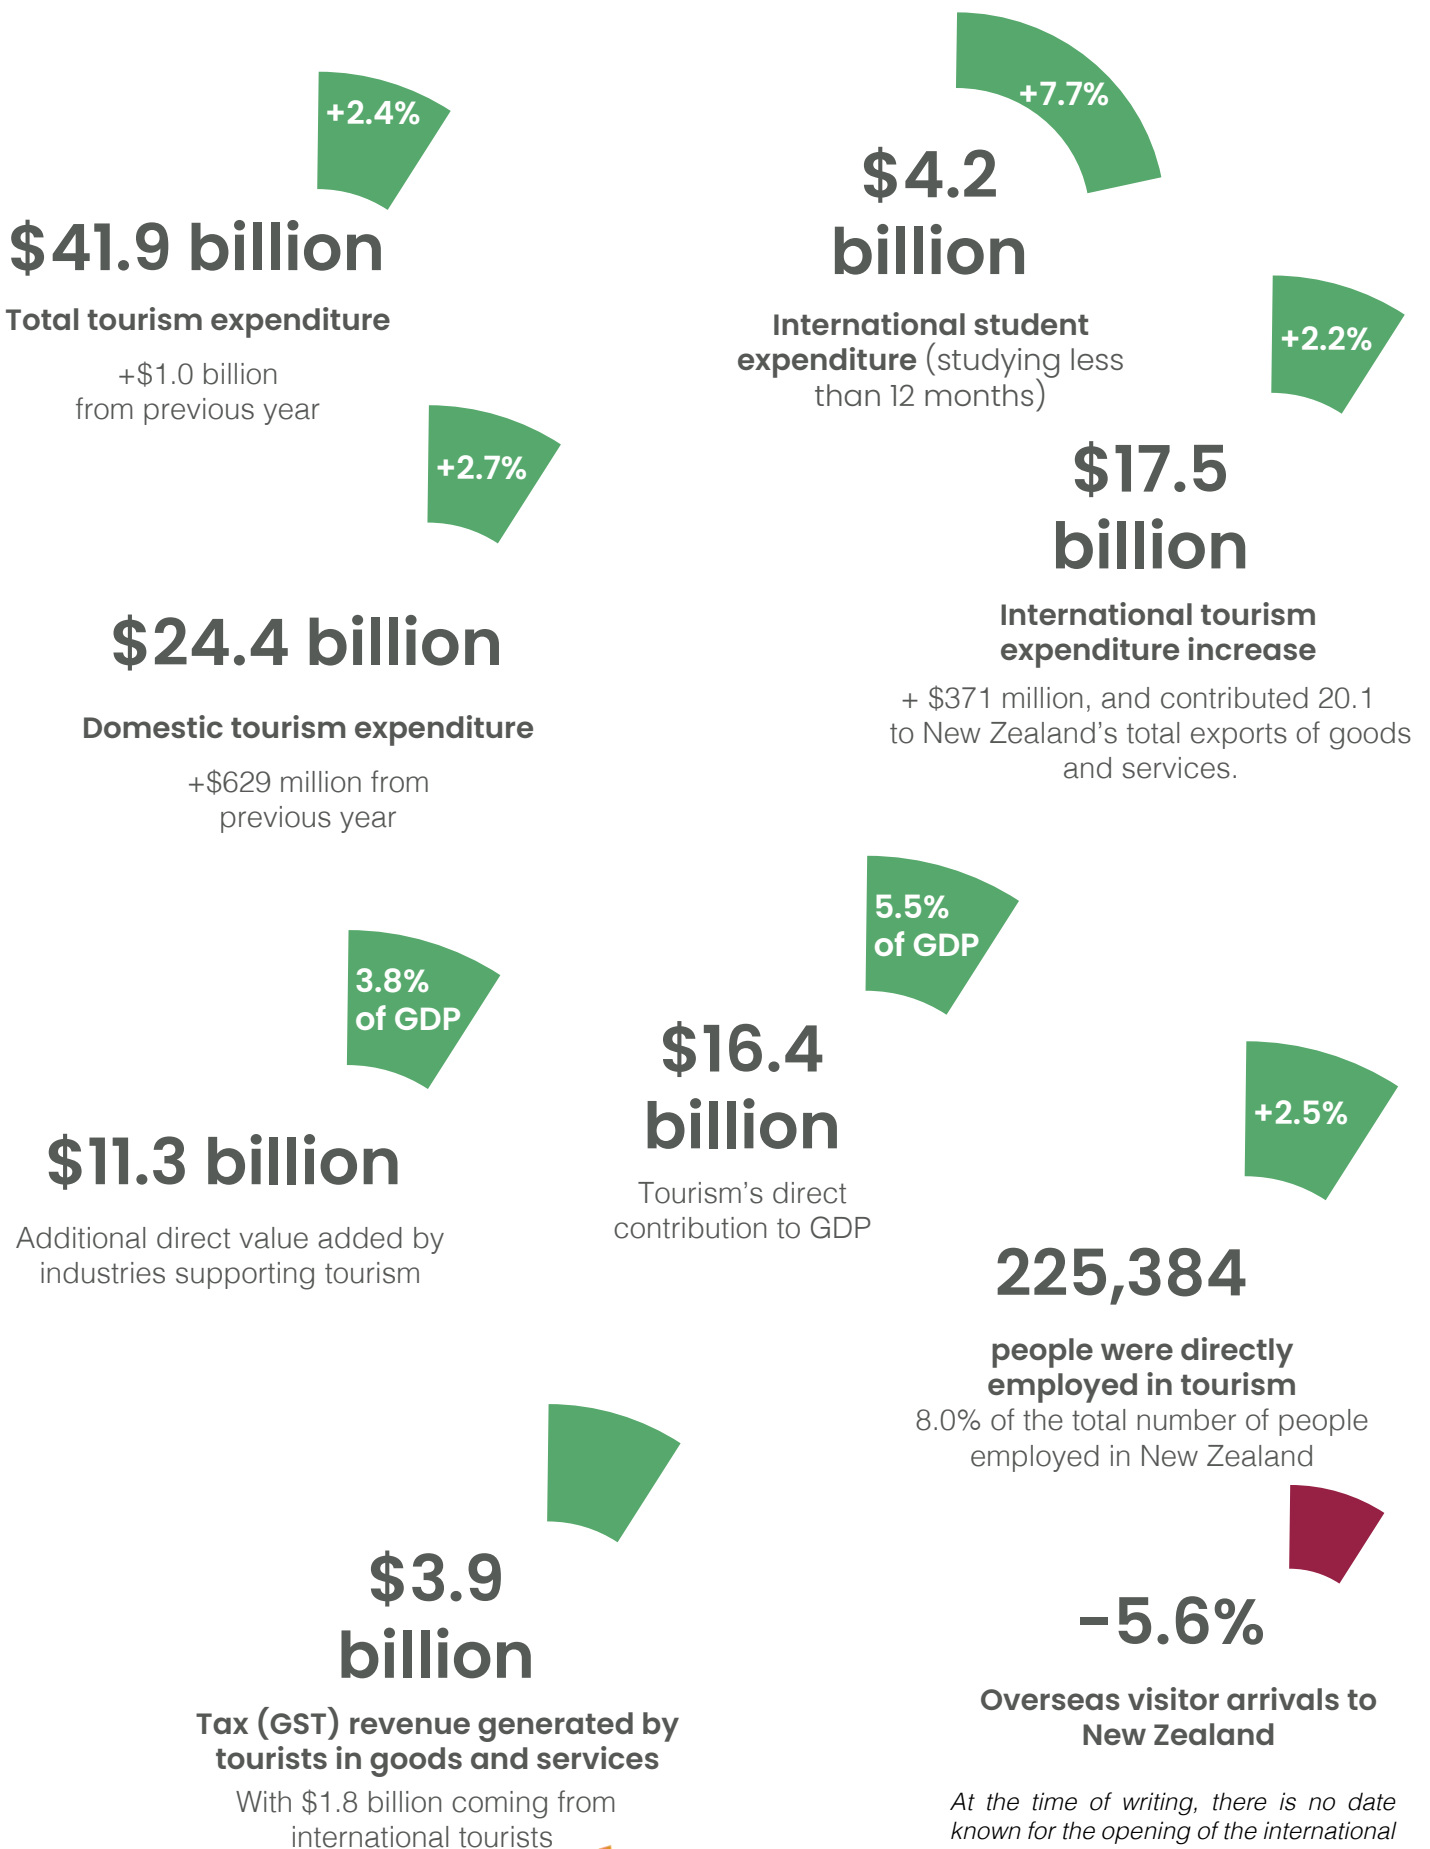 +2.4%
$41.9 billion
Total tourism expenditure
+$1.0 billion
from previous year
+7.7%
$4.2
billion
International student
expenditure (studying less
than 12 months)
+2.7%
$24.4 billion
Domestic tourism expenditure
+$629 million from
previous year
+2.2%
$17.5
billion
International tourism
expenditure increase
+ $371 million, and contributed 20.1
to New Zealand's total exports of goods
and services.
3.8%
of GDP
$11.3 billion
Additional direct value added by
industries supporting tourism
5.5%
of GDP
$16.4
billion
Tourism's direct
contribution to GDP
+2.5%
225,384
people were directly
employed in tourism
8.0% of the total number of people
employed in New Zealand
$3.9
billion
Tax (GST) revenue generated by
tourists in goods and services
With $1.8 billion coming from
international tourists
-5.6%
Overseas visitor arrivals to
New Zealand
At the time of writing, there is no date
known for the opening of the international